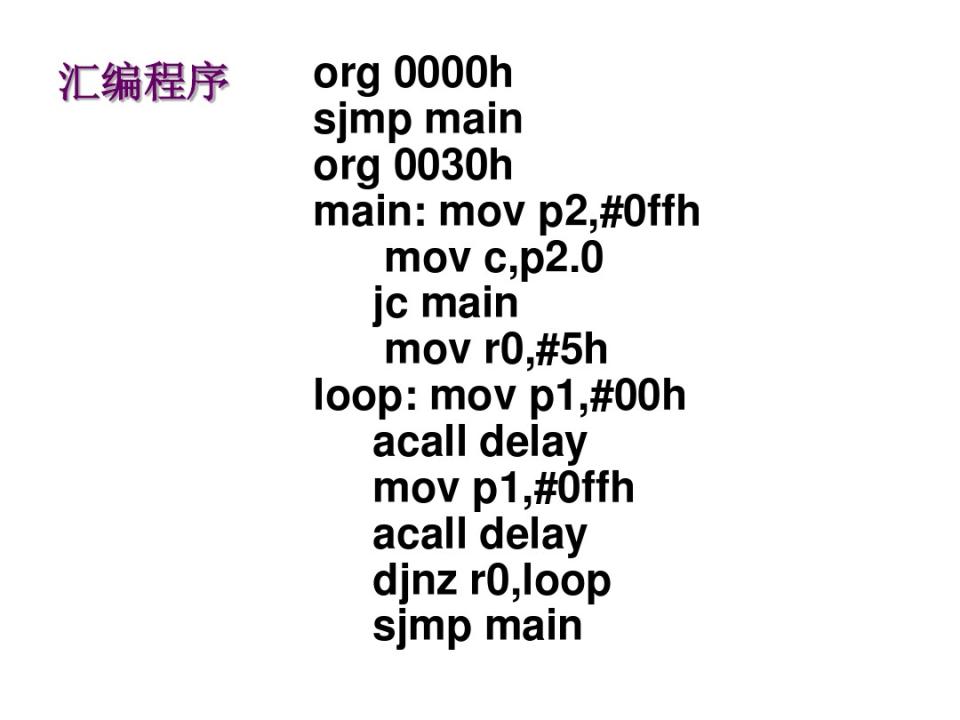 汇编程序
org 0000h
sjmp main
org 0030h
main: mov p2,#0ffh
mov c,p2.0
jc main
mov r0,#5h
loop: mov p1,#00h
acall delay
mov p1,#0ffh
acall delay
djnz r0,loop
sjmp main